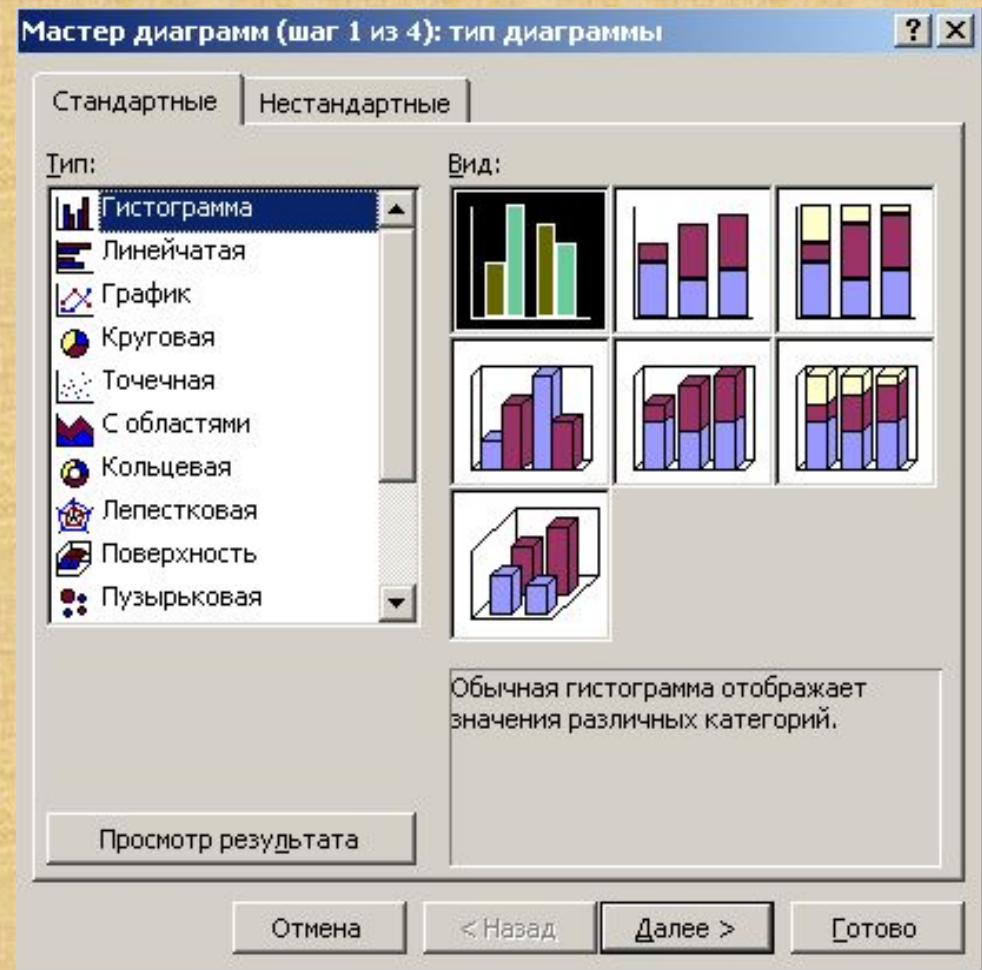 Мастер диаграмм (шаг 1 из 4): тип диаграммы
Стандартные
Нестандартные
Тип:
Гистограмма
Линейчатая
График
Круговая
Точечная
С областями
Кольцевая
Лепестковая
Поверхность
Пузырьковая
Вид:
Обычная гистограмма отображает
значения различных категорий.
Просмотр результата
Отмена
< Назад
Далее >
Готово